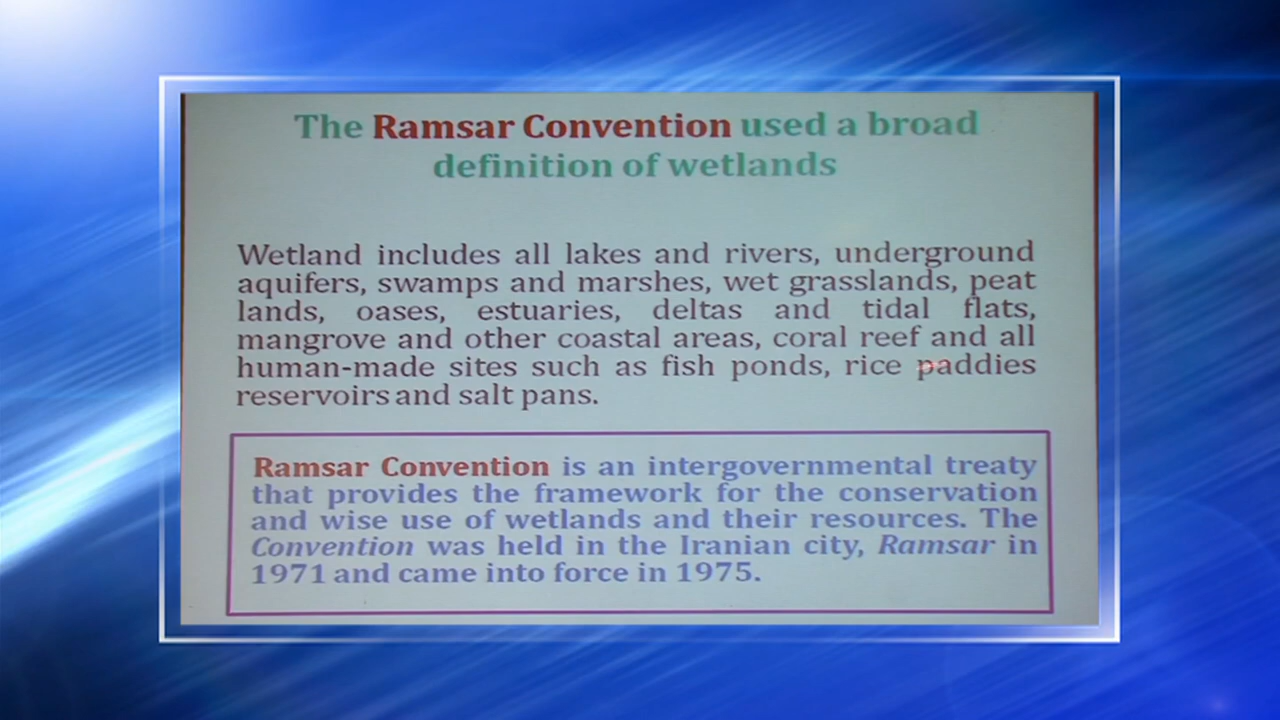 The Ramsar Convention used a broad
definition of wetlands
Wetland includes all lakes and rivers, underground
aquifers, swamps and marshes, wet grasslands, peat
lands, oases, estuaries, deltas and tidal flats,
mangrove and other coastal areas, coral reef and all
human-made sites such as fish ponds, rice paddies
reservoirs and salt pans.
Ramsar Convention is an intergovernmental treaty
that provides the framework for the conservation
and wise use of wetlands and their resources. The
Convention was held in the Iranian city, Ramsar in
1971 and came into force in 1975.